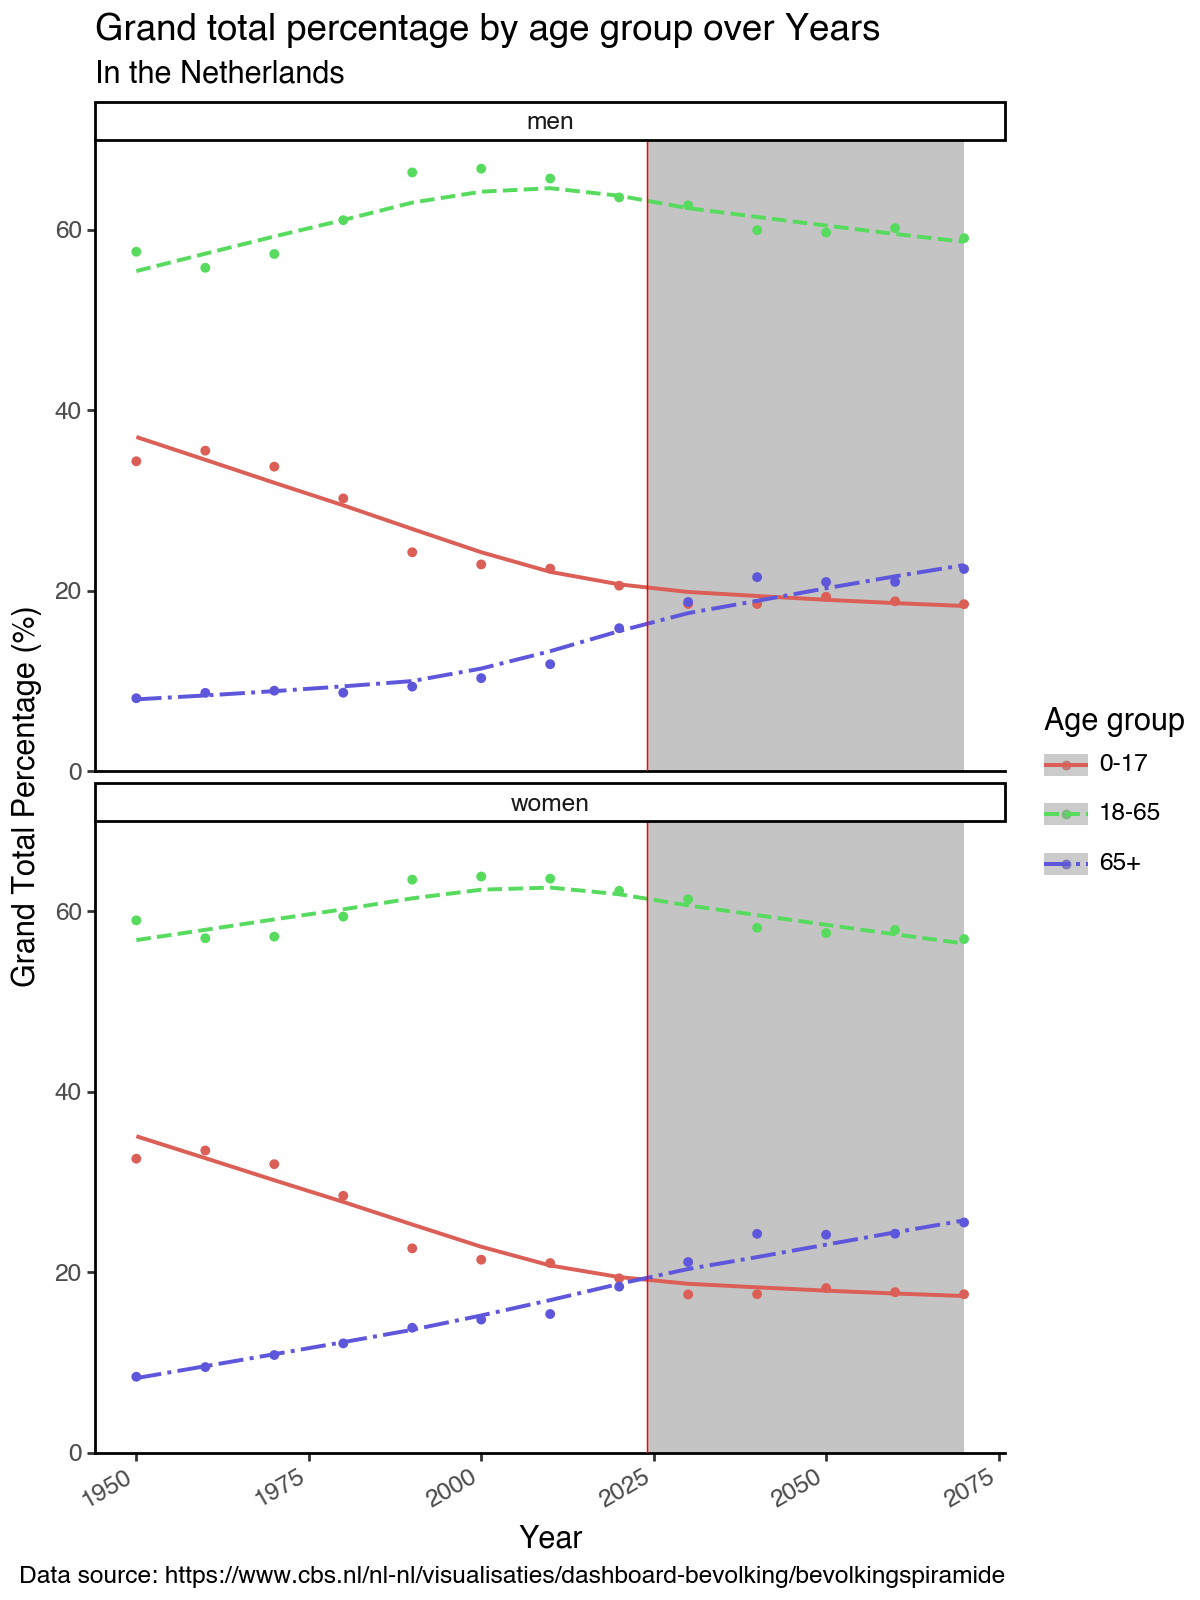 Grand total percentage by age group over Years
In the Netherlands
men
60
40
20
0
women
60
40
20
0
Grand Total Percentage (%)
1950
1975
2000
2025
2050
2075
Year
Age group
0-17
18-65
65+
Data source: https://www.cbs.nl/nl-nl/visualisaties/dashboard-bevolking/bevolkingspiramide